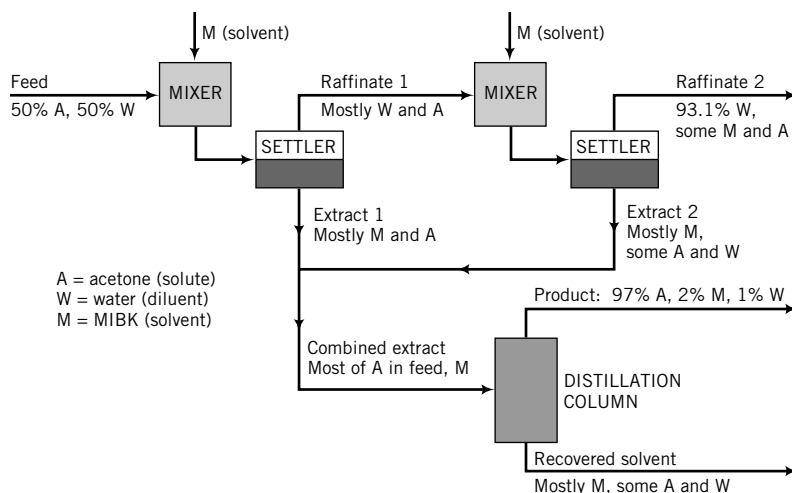 M (solvent)
M (solvent)
Feed
50% A, 50% W
MIXER
Raffinate 1
Mostly W and A
MIXER
Raffinate 2
93.1% W,
some M and A
SETTLER
SETTLER
Extract 1
Mostly M and A
Extract 2
Mostly M,
some A and W
A = acetone (solute)
W = water (diluent)
M = MIBK (solvent)
Product: 97% A, 2% M, 1% W
Combined extract
Most of A in feed, M
DISTILLATION
COLUMN
Recovered solvent
Mostly M, some A and W